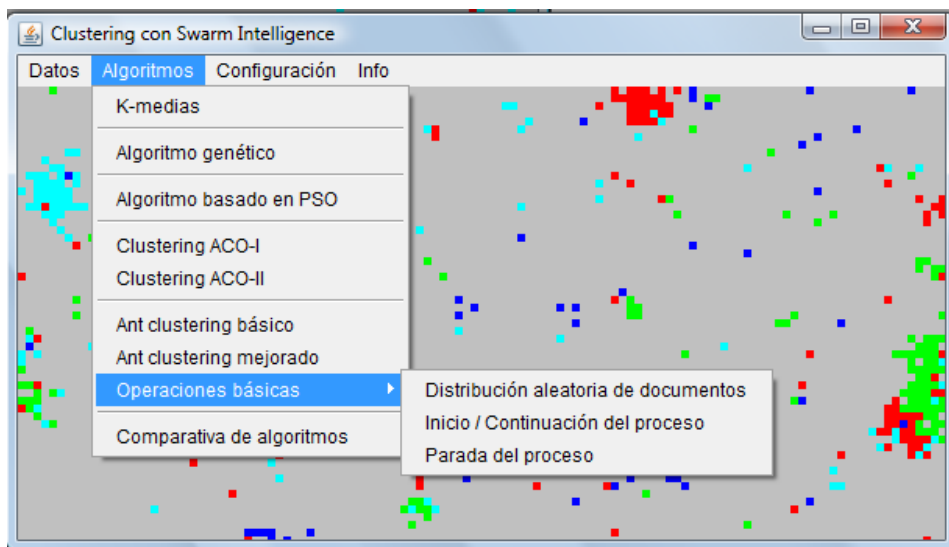 Clustering con Swarm Intelligence
Datos Algoritmos Configuración Info
K-medias
Algoritmo genético
Algoritmo basado en PSO
Clustering ACO-I
Clustering ACO-II
Ant clustering básico
Ant clustering mejorado
Operaciones básicas
Comparativa de algoritmos
Distribución aleatoria de documentos
Inicio / Continuación del proceso
Parada del proceso